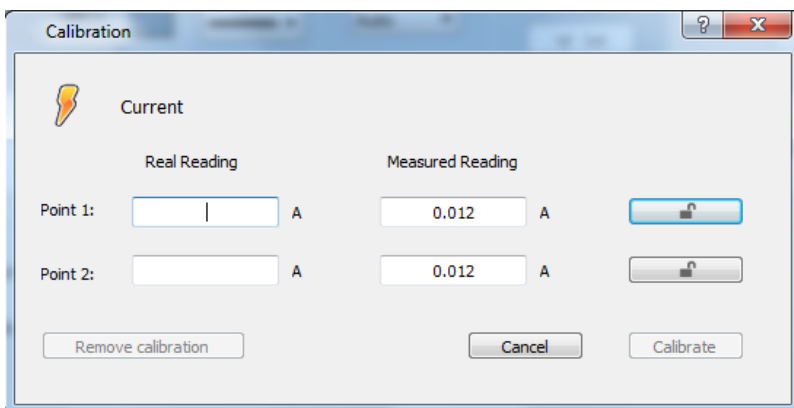 Calibration
?
X
Current
Real Reading Measured Reading
Point 1: A 0.012 A
Point 2: A 0.012 A
Remove calibration Cancel Calibrate